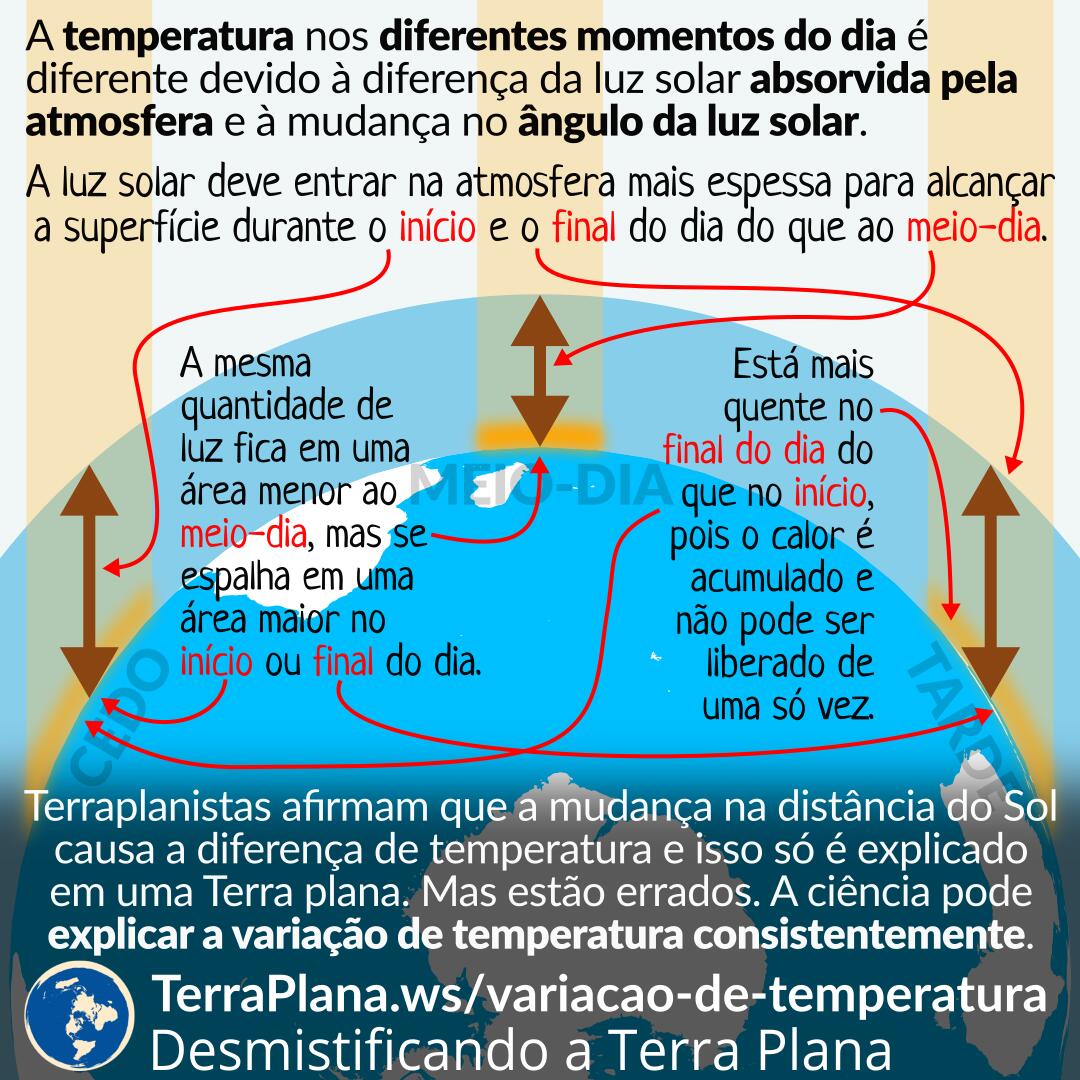 A temperatura nos diferentes momentos do dia é
diferente devido à diferença da luz solar absorvida pela
atmosfera e à mudança no ângulo da luz solar.
A luz solar deve entrar na atmosfera mais espessa para alcançar
a superfície durante o início e o final do dia do que ao meio-dia.
A mesma
quantidade de
luz fica em uma
área menor ao
meio-dia, mas se
espalha em uma
área maior no
início ou final do dia.
MEIO-DIA
Está mais
quente no
final do dia do
que no início,
pois o calor é
acumulado e
não pode ser
liberado de
uma só vez.
CEDO
TARDE
Terraplanistas afirmam que a mudança na distância do Sol
causa a diferença de temperatura e isso só é explicado
em uma Terra plana. Mas estão errados. A ciência pode
explicar a variação de temperatura consistentemente.
TerraPlana.ws/variacao-de-temperatura
Desmistificando a Terra Plana